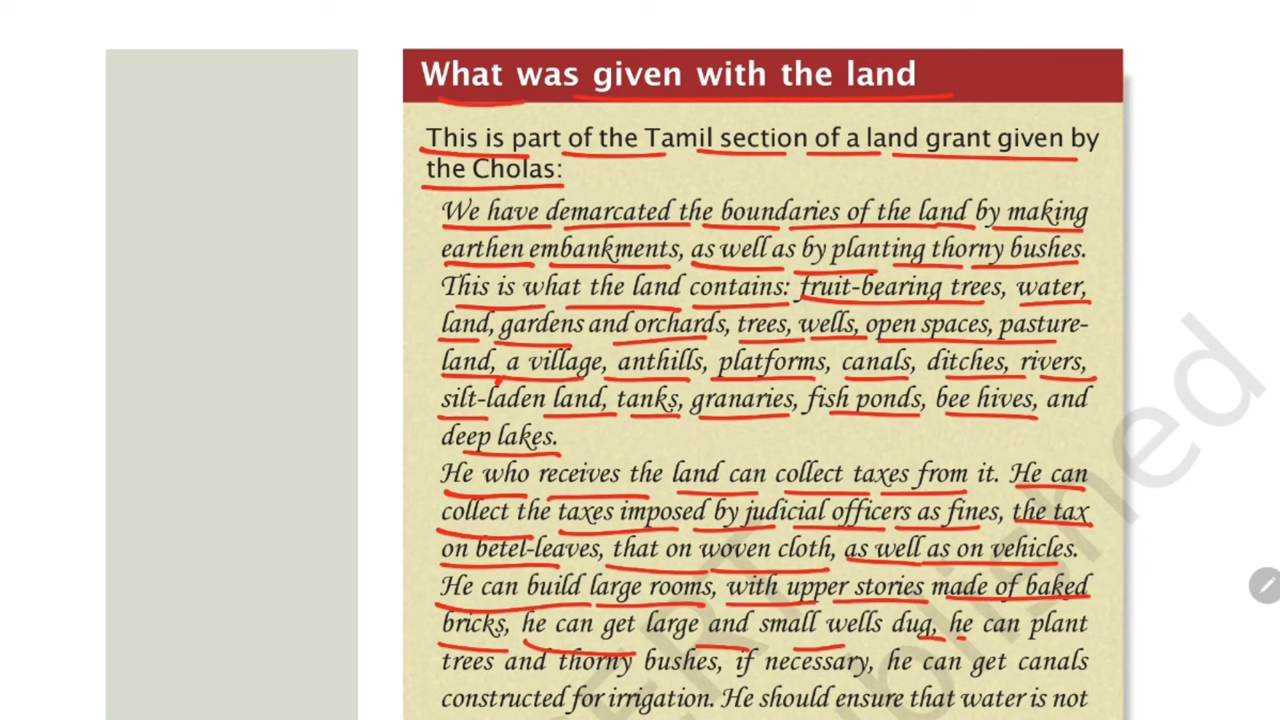 What was given with the land
This is part of the Tamil section of a land grant given by
the Cholas:
We have demarcated the boundaries of the land by making
earthen embankments, as well as by planting thorny bushes.
This is what the land contains: fruit-bearing trees, water,
land, gardens and orchards, trees, wells, open spaces, pasture-
land, a village, anthills, platforms, canals, ditches, rivers,
silt-laden land, tanks, granaries, fish ponds, bee hives, and
deep lakes.
He who receives the land can collect taxes from it. He can
collect the taxes imposed by judicial officers as fines, the tax
on betel-leaves, that on woven cloth, as well as on vehicles.
He can build large rooms, with upper stories made of baked
bricks, he can get large and small wells dug, he can plant
trees and thorny bushes, if necessary, he can get canals
constructed for irrigation. He should ensure that water is not